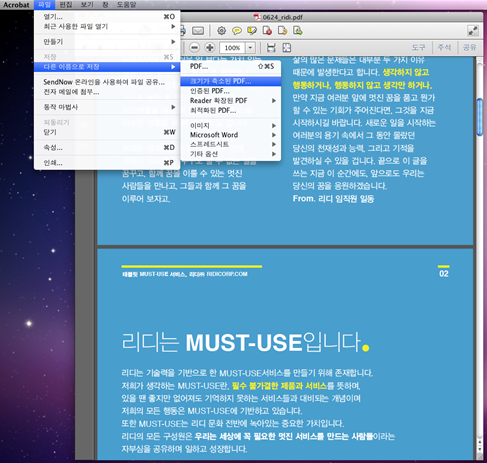 Acrobat 파일 편집 보기 창 도움말
열기... ⌘O
최근 사용한 파일 열기
만들기
저장 ⌘S
다른 이름으로 저장
SendNow 온라인을 사용하여 파일 공유...
전자 메일에 첨부...
동작 마법사
되돌리기
닫기 ⌘W
속성... ⌘D
인쇄... ⌘P
PDF... ⇧⌘S
크기가 축소된 PDF...
인증된 PDF...
Reader 확장된 PDF
최적화된 PDF...
이미지
Microsoft Word
스프레드시트
기타 옵션
0624_ridi.pdf
100%
도구 주석 공유
꿈꾸고, 함께 꿈을 이룰 수 있는 멋진
사람들을 만나고, 그들과 함께 그 꿈을
이루어 보자고.
삶의 많은 문제들은 대부분 두 가지 이유
때문에 발생한다고 합니다. 생각하지 않고
행동하거나, 행동하지 않고 생각만 하거나.
만약 지금 여러분 앞에 멋진 꿈을 품고 뭔가
할 수 있는 기회가 주어진다면, 그것을 지금
시작하시길 바랍니다. 새로운 일을 시작하는
여러분의 용기 속에서 그 동안 몰랐던
당신의 천재성과 능력, 그리고 기적을
발견하실 수 있을 겁니다. 끝으로 이 글을
쓰는 지금 이 순간에도, 앞으로도 우리는
당신의 꿈을 응원하겠습니다.
From. 리디 임직원 일동
태블릿 MUST-USE 서비스, 리디㈜ RIDICORP.COM
02
리디는 MUST-USE입니다.
리디는 기술력을 기반으로 한 MUST-USE서비스를 만들기 위해 존재합니다.
저희가 생각하는 MUST-USE란, 필수 불가결한 제품과 서비스를 뜻하며,
있을 땐 좋지만 없어져도 기억하지 못하는 서비스들과 대비되는 개념이며
저희의 모든 행동은 MUST-USE에 기반하고 있습니다.
또한 MUST-USE는 리디 문화 전반에 녹아있는 중요한 가치입니다.
리디의 모든 구성원은 우리는 세상에 꼭 필요한 멋진 서비스를 만드는 사람들이라는
자부심을 공유하며 일하고 성장합니다.